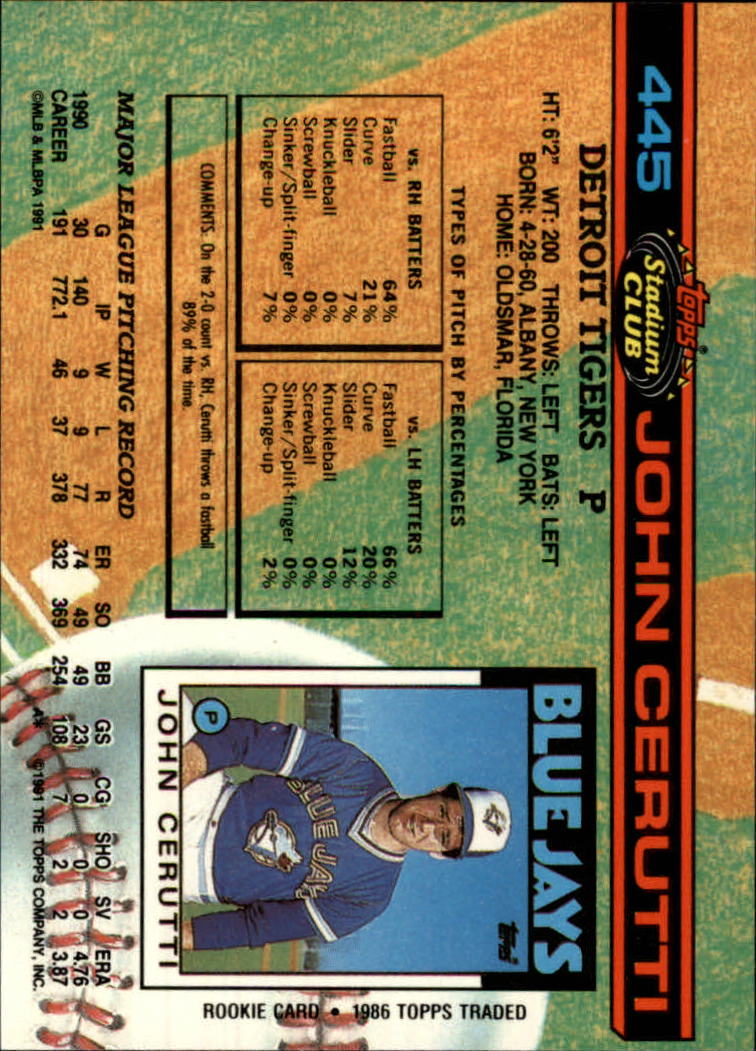 445 Topps® Stadium CLUB JOHN CERUTTI
DETROIT TIGERS P
HT: 6'2" WT: 200 THROWS: LEFT BATS: LEFT
BORN: 4-28-60, ALBANY, NEW YORK
HOME: OLDSMAR, FLORIDA
TYPES OF PITCH BY PERCENTAGES
vs. RH BATTERS
Fastball 64%
Curve 21%
Slider 7%
Knuckleball 0%
Screwball 0%
Sinker/Split-finger 0%
Change-up 7%
vs. LH BATTERS
Fastball 66%
Curve 20%
Slider 12%
Knuckleball 0%
Screwball 0%
Sinker/Split-finger 0%
Change-up 2%
COMMENTS: On the 2-0 count vs. RH, Cerutti throws a fastball
89% of the time.
BLUE JAYS
Topps®
BLUE JAYS
P
JOHN CERUTTI
ROOKIE CARD • 1986 TOPPS TRADED
MAJOR LEAGUE PITCHING RECORD
G IP W L R ER SO BB GS CG SHO SV ERA
1990 30 140 9 9 77 74 49 49 23 0 0 0 4.76
CAREER 191 772.1 46 37 378 332 369 254 108 7 2 2 3.87
©MLB & MLBPA 1991 A* ©1991 THE TOPPS COMPANY, INC.